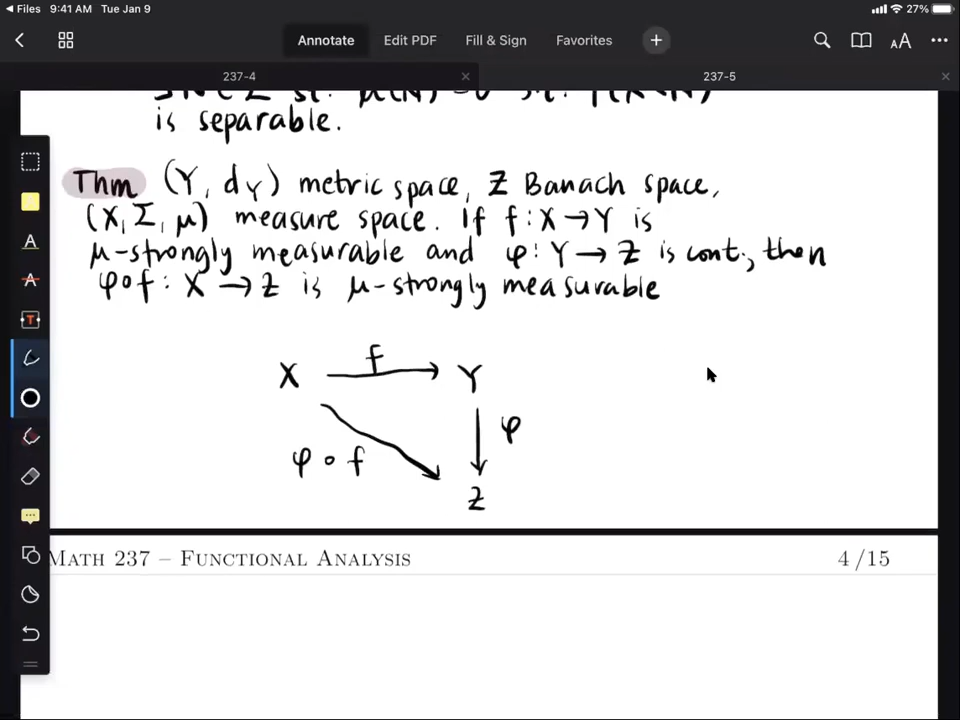 Files 9:41 AM Tue Jan 9 27%
Annotate Edit PDF Fill & Sign Favorites
AA
237-4 237-5
is separable.
Thm (Y, d_Y) metric space, Z Banach space,
(X, Σ, μ) measure space. If f: X → Y is
μ-strongly measurable and φ: Y → Z is cont., then
φ∘f: X → Z is μ-strongly measurable
f
X → Y
φ
φ∘f
Z
MATH 237 – FUNCTIONAL ANALYSIS 4/15
A
A
T